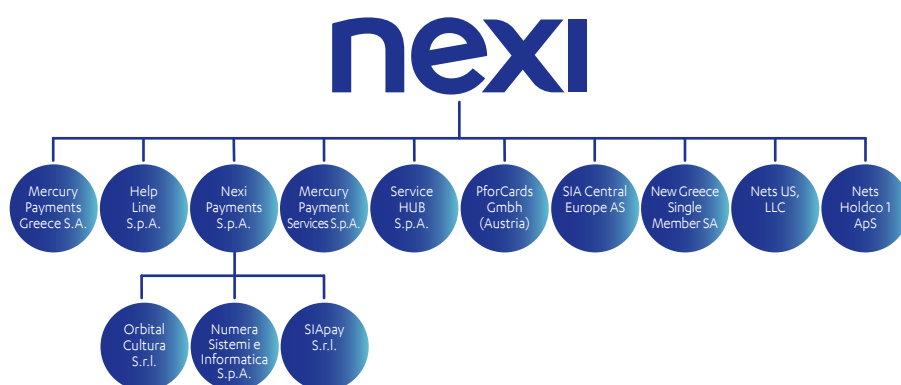 nexi
Mercury
Payments
Greece S.A.
Help
Line
S.p.A.
Nexi
Payments
S.p.A.
Mercury
Payment
Services S.p.A.
Service
HUB
S.p.A.
PforCards
Gmbh
(Austria)
SIA Central
Europe AS
New Greece
Single
Member SA
Nets US,
LLC
Nets
Holdco 1
ApS
Orbital
Cultura
S.r.l.
Numera
Sistemi e
Informatica
S.p.A.
SIApay
S.r.l.